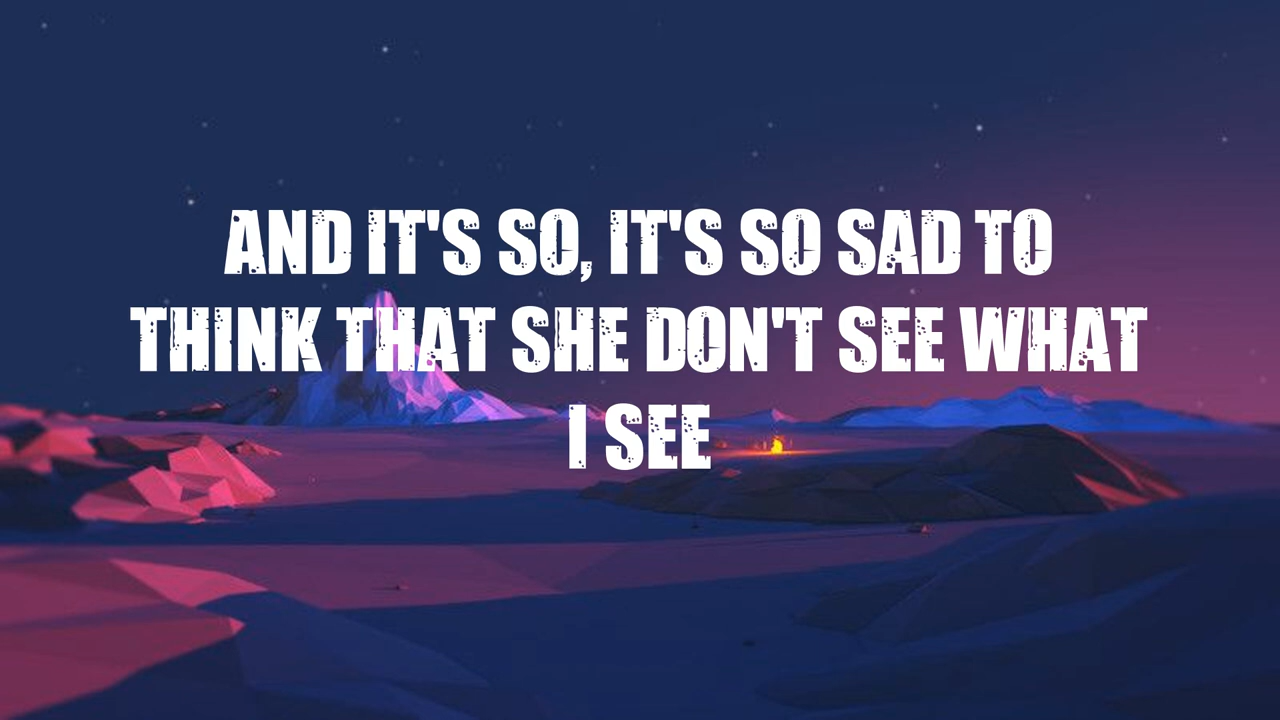 AND IT'S SO, IT'S SO SAD TO
THINK THAT SHE DON'T SEE WHAT
I SEE